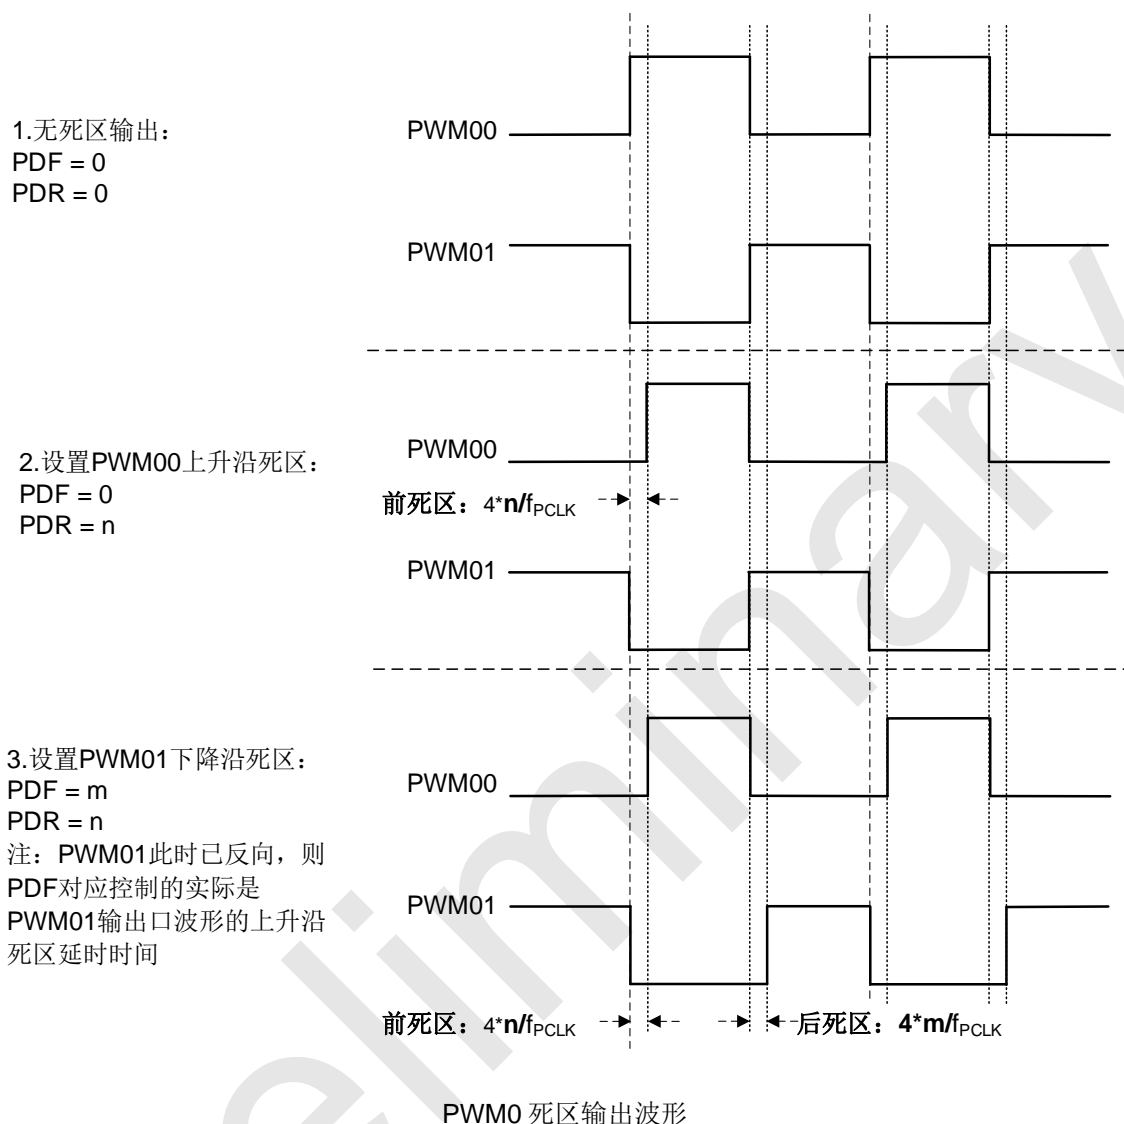 1.无死区输出：
PDF = 0
PDR = 0
PWM00
PWM01
2.设置PWM00上升沿死区：
PDF = 0
PDR = n
PWM00
前死区：4*n/fPCLK
PWM01
3.设置PWM01下降沿死区：
PDF = m
PDR = n
注：PWM01此时已反向，则
PDF对应控制的实际是
PWM01输出口波形的上升沿
死区延时时间
PWM00
PWM01
前死区：4*n/fPCLK
后死区：4*m/fPCLK
PWM0 死区输出波形